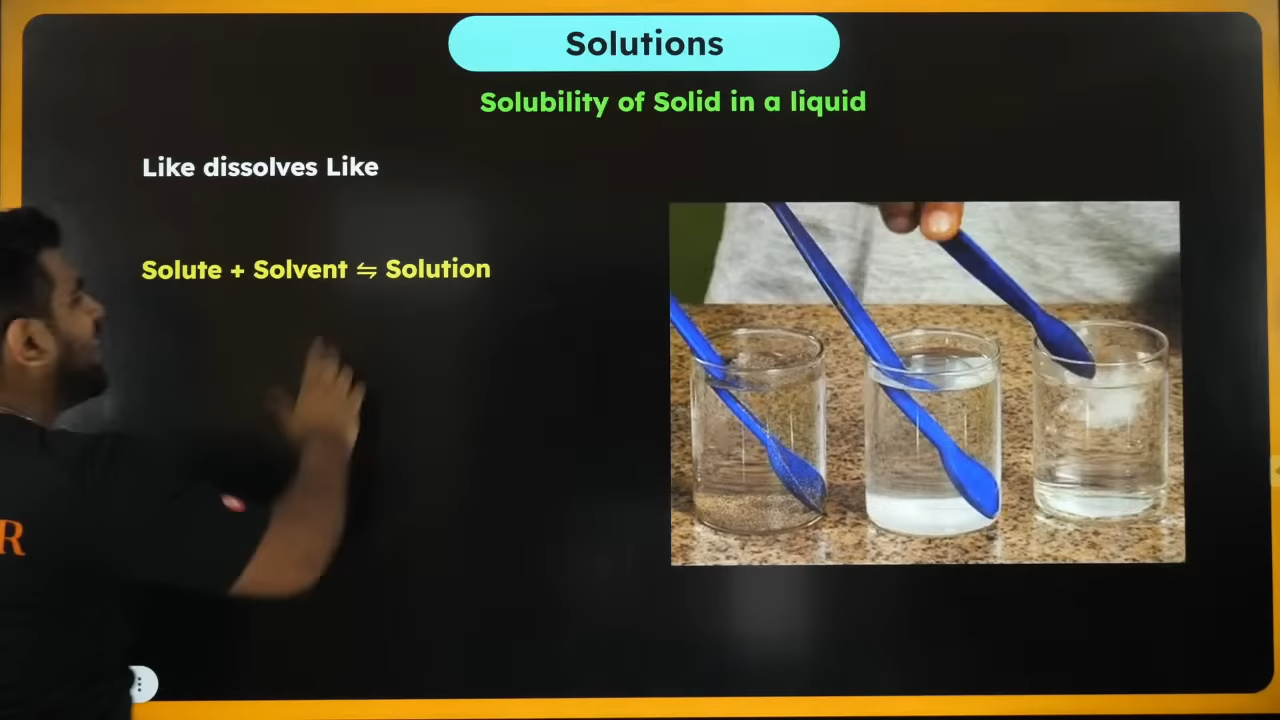 Solutions
Solubility of Solid in a liquid
Like dissolves Like
Solute + Solvent ⇋ Solution
R